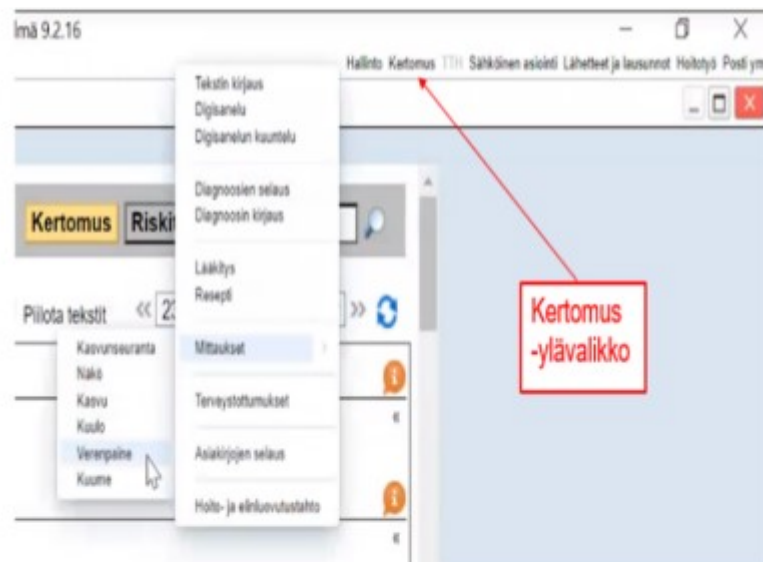 lmä 9.2.16
Hallinto Kertomus TTH Sähköinen asiointi Lähetteet ja lausunnot Hoitotyö Posti ym
Tekstin kirjaus
Digisanelu
Digisanelun kuuntelu
Diagnoosien selaus
Diagnoosin kirjaus
Lääkitys
Resepti
Mittaukset
Terveystottumukset
Asiakirjojen selaus
Hoito- ja elinluovutustahto
Kertomus Riskit
Piilota tekstit « 23 »
Kasvunseuranta
Näkö
Kasvu
Kuulo
Verenpaine
Kuume
Kertomus
-ylävalikko